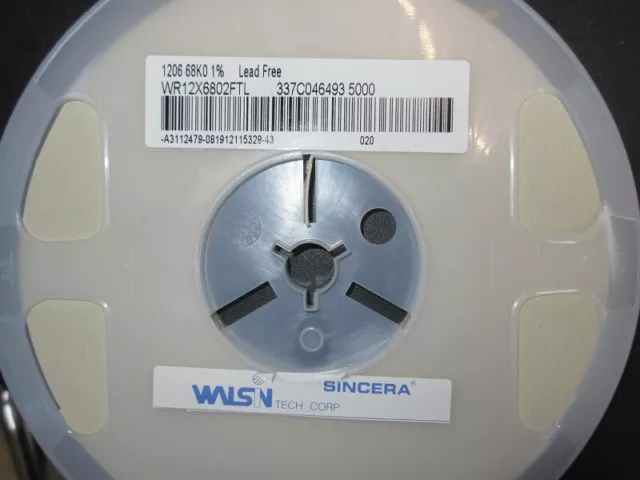 1206 68K0 1% Lead Free
WR12X6802FTL 337C046493 5000
-A3112479-081912115329-43 020
WALSIN TECH CORP. SINCERA®